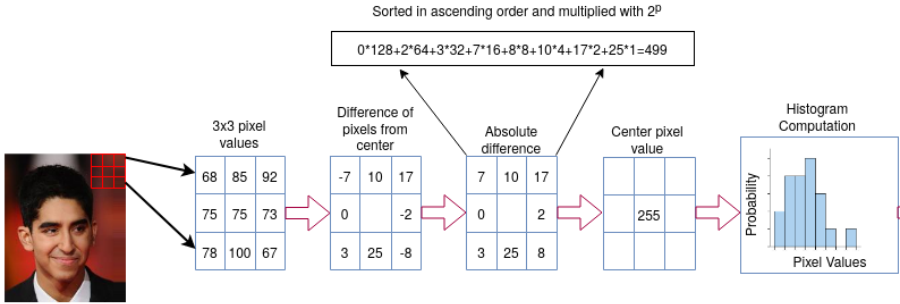 Sorted in ascending order and multiplied with 2ᵖ
0*128+2*64+3*32+7*16+8*8+10*4+17*2+25*1=499
3x3 pixel
values
68 85 92
75 75 73
78 100 67
Difference of
pixels from
center
-7 10 17
0 -2
3 25 -8
Absolute
difference
7 10 17
0 2
3 25 8
Center pixel
value
255
Histogram
Computation
Probability
Pixel Values